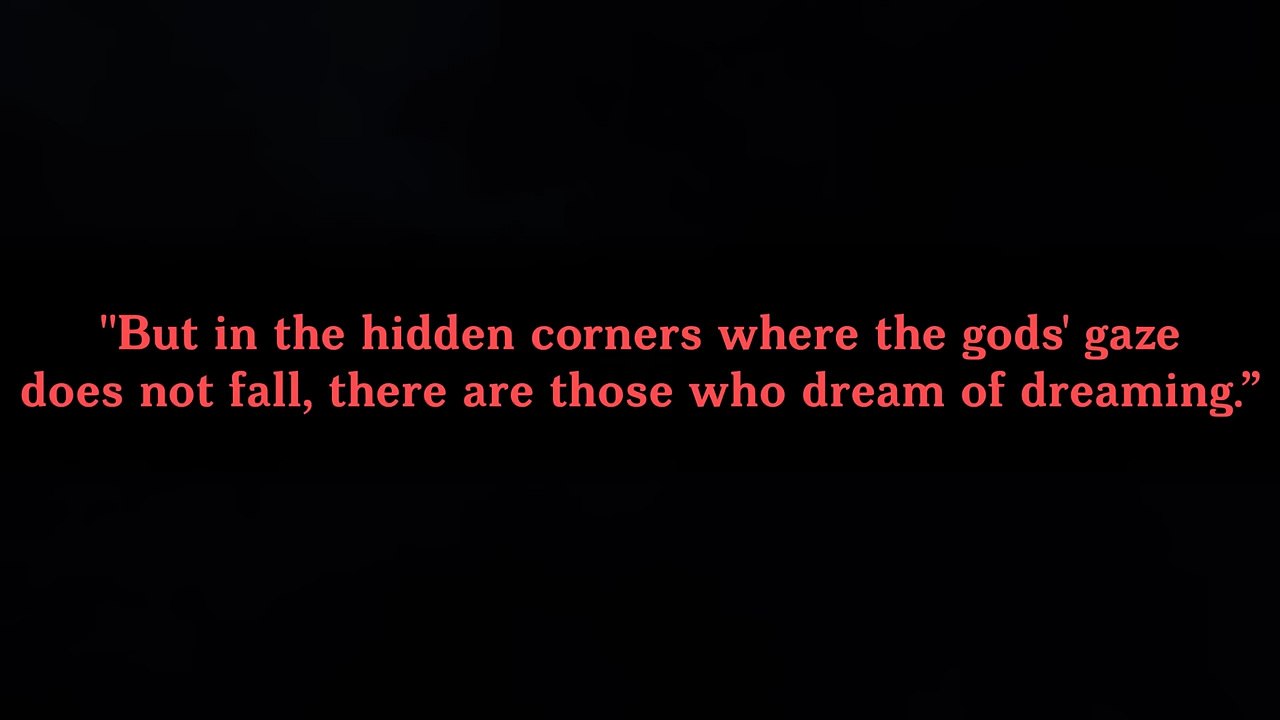 "But in the hidden corners where the gods' gaze
does not fall, there are those who dream of dreaming.”